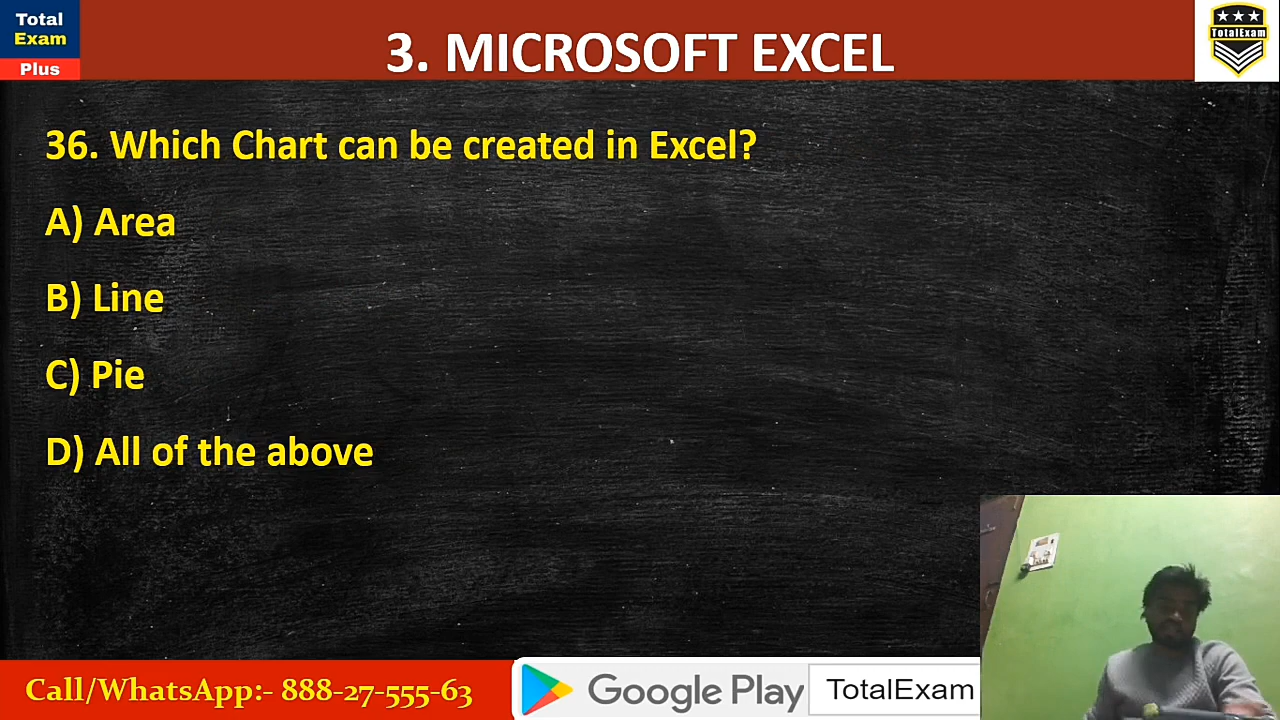 Total
Exam
Plus
3. MICROSOFT EXCEL
TotalExam
36. Which Chart can be created in Excel?
A) Area
B) Line
C) Pie
D) All of the above
Call/WhatsApp:- 888-27-555-63
Google Play
TotalExam